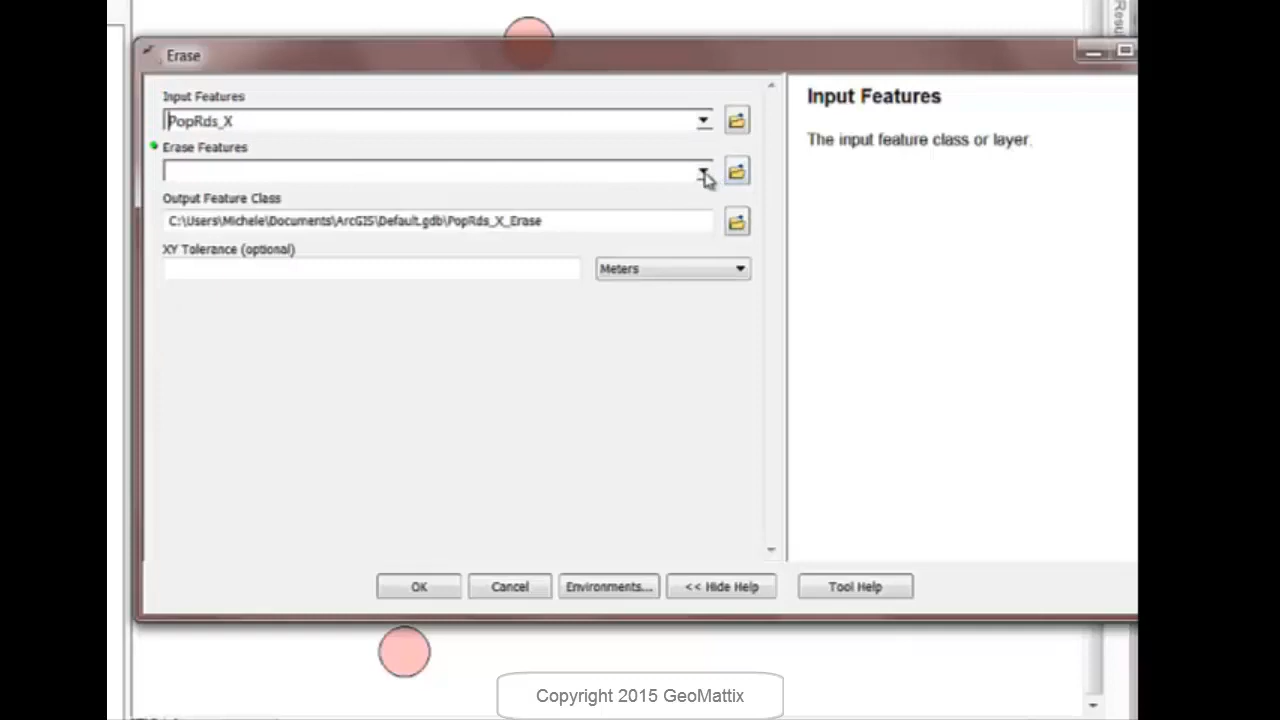 Resu
Erase
Input Features
PopRds_X
Erase Features
Output Feature Class
C:\Users\Michele\Documents\ArcGIS\Default.gdb\PopRds_X_Erase
XY Tolerance (optional)
Meters
OK
Cancel
Environments...
<< Hide Help
Tool Help
Input Features
The input feature class or layer.
Copyright 2015 GeoMattix